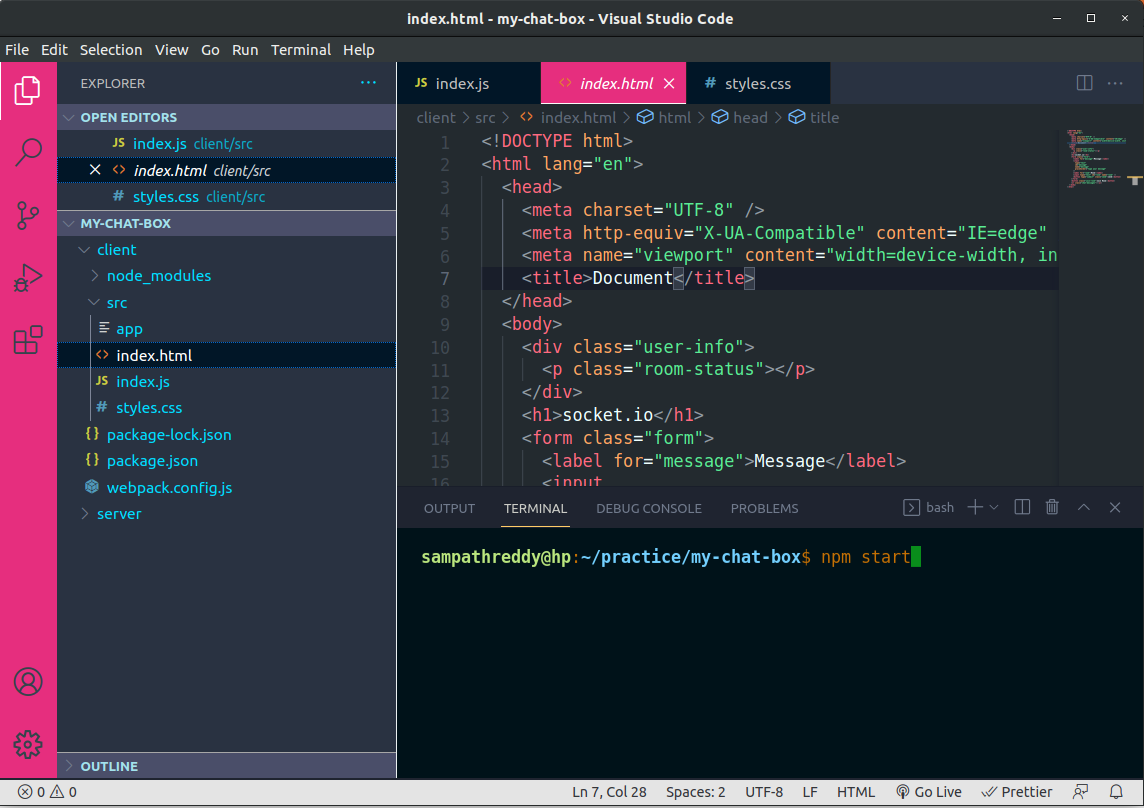 index.html - my-chat-box - Visual Studio Code
File Edit Selection View Go Run Terminal Help
EXPLORER
OPEN EDITORS
JS index.js client/src
<> index.html client/src
# styles.css client/src
MY-CHAT-BOX
client
node_modules
src
app
<> index.html
JS index.js
# styles.css
{} package-lock.json
{} package.json
webpack.config.js
server
OUTLINE
JS index.js <> index.html # styles.css
client > src > <> index.html > html > head > title
1 <!DOCTYPE html>
2 <html lang="en">
3 <head>
4 <meta charset="UTF-8" />
5 <meta http-equiv="X-UA-Compatible" content="IE=edge"
6 <meta name="viewport" content="width=device-width, in
7 <title>Document</title>
8 </head>
9 <body>
10 <div class="user-info">
11 <p class="room-status"></p>
12 </div>
13 <h1>socket.io</h1>
14 <form class="form">
15 <label for="message">Message</label>
16 <input
OUTPUT TERMINAL DEBUG CONSOLE PROBLEMS bash
sampathreddy@hp:~/practice/my-chat-box$ npm start
0 0 Ln 7, Col 28 Spaces: 2 UTF-8 LF HTML Go Live Prettier